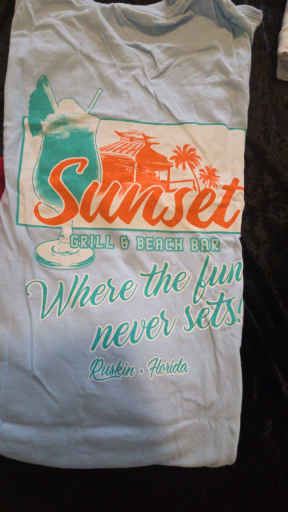 Sunset
GRILL & BEACH BAR
Where the fun
never sets!
Ruskin • Florida